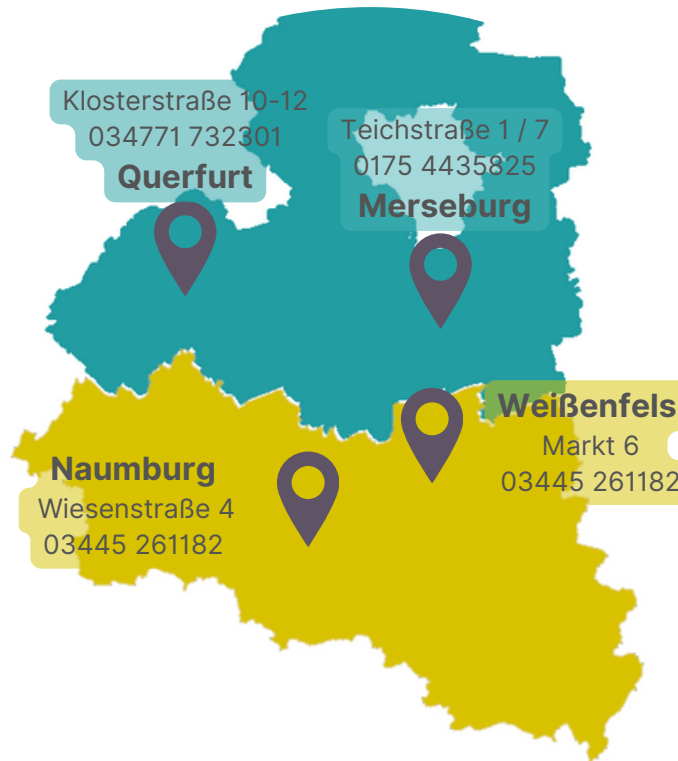 Klosterstraße 10-12
034771 732301
Querfurt
Teichstraße 1 / 7
0175 4435825
Merseburg
Weißenfels
Markt 6
03445 261182
Naumburg
Wiesenstraße 4
03445 261182